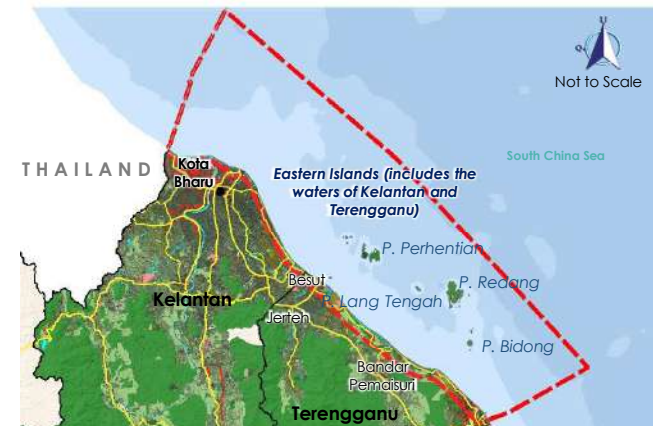 U
Not to Scale
THAILAND
Kota
Bharu
South China Sea
Eastern Islands (includes the
waters of Kelantan and
Terengganu)
P. Perhentian
Besut
P. Redang
P. Lang Tengah
Kelantan
Jerteh
P. Bidong
Bandar
Pemaisuri
Terengganu